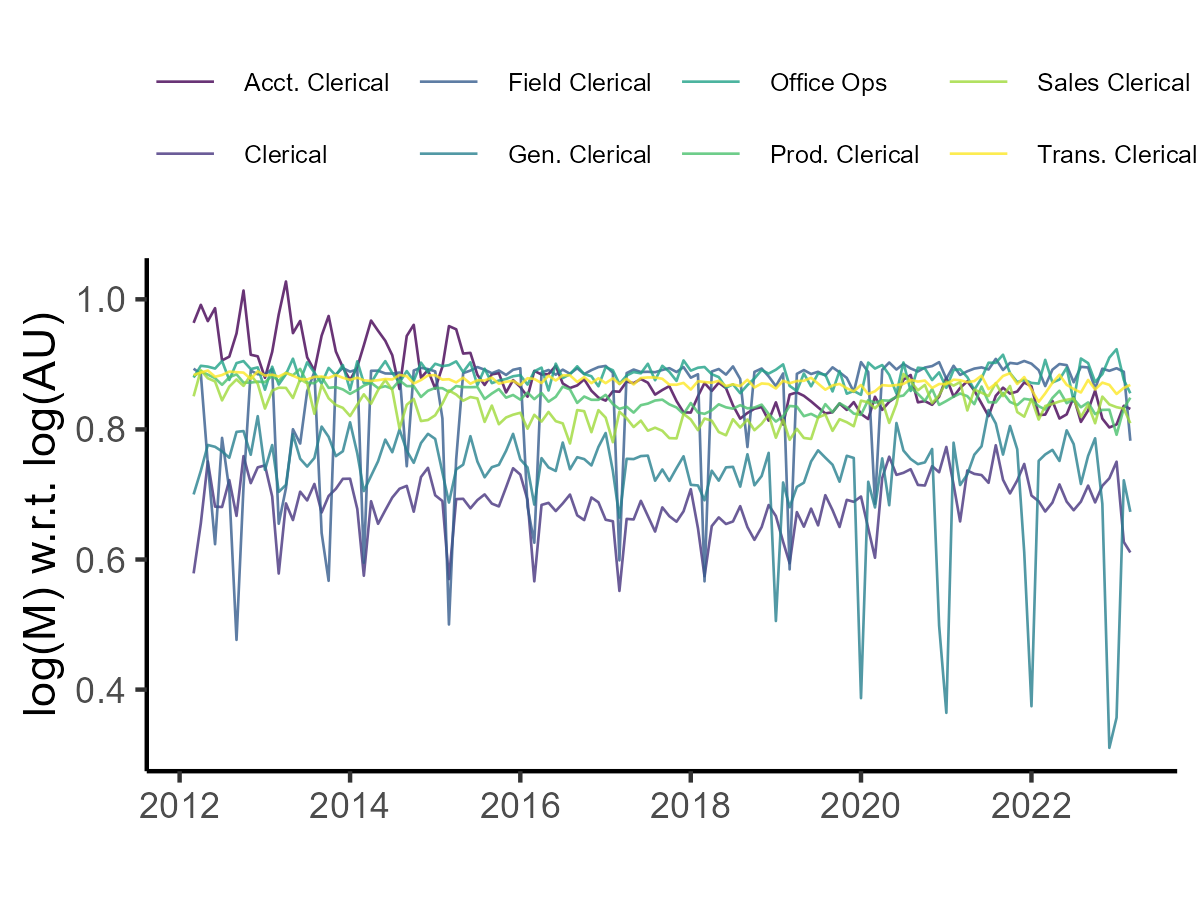 Acct. Clerical Field Clerical Office Ops Sales Clerical
Clerical Gen. Clerical Prod. Clerical Trans. Clerical
log(M) w.r.t. log(AU)
1.0
0.8
0.6
0.4
2012 2014 2016 2018 2020 2022